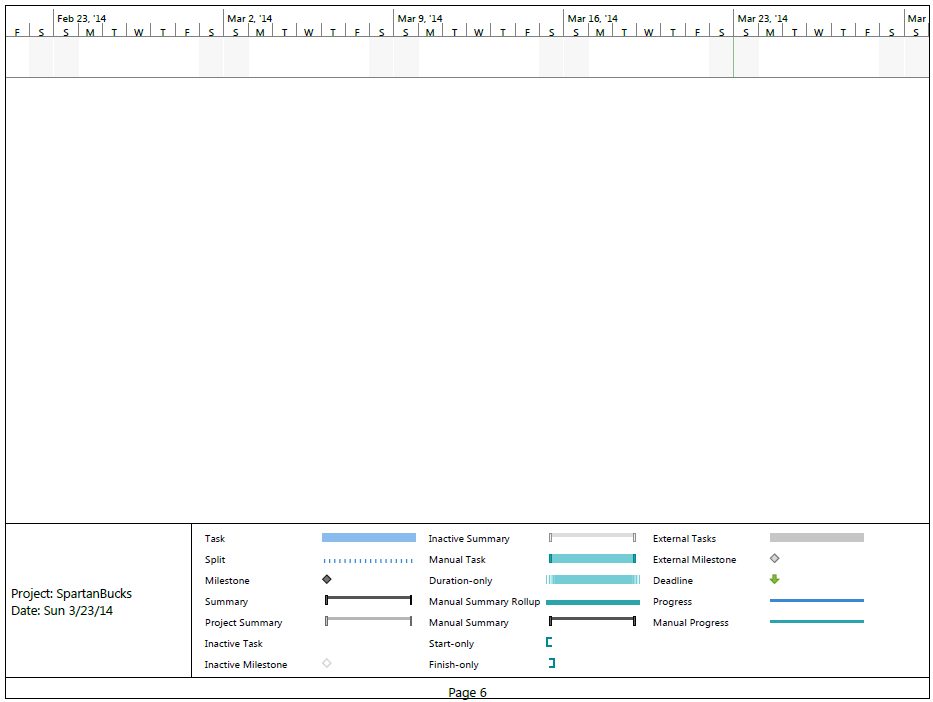 Feb 23, '14 Mar 2, '14 Mar 9, '14 Mar 16, '14 Mar 23, '14 Mar
F S S M T W T F S S M T W T F S S M T W T F S S M T W T F S S M T W T F S S
Task Inactive Summary External Tasks
Split Manual Task External Milestone
Milestone Duration-only Deadline
Summary Manual Summary Rollup Progress
Project Summary Manual Summary Manual Progress
Inactive Task Start-only
Inactive Milestone Finish-only
Project: SpartanBucks
Date: Sun 3/23/14
Page 6